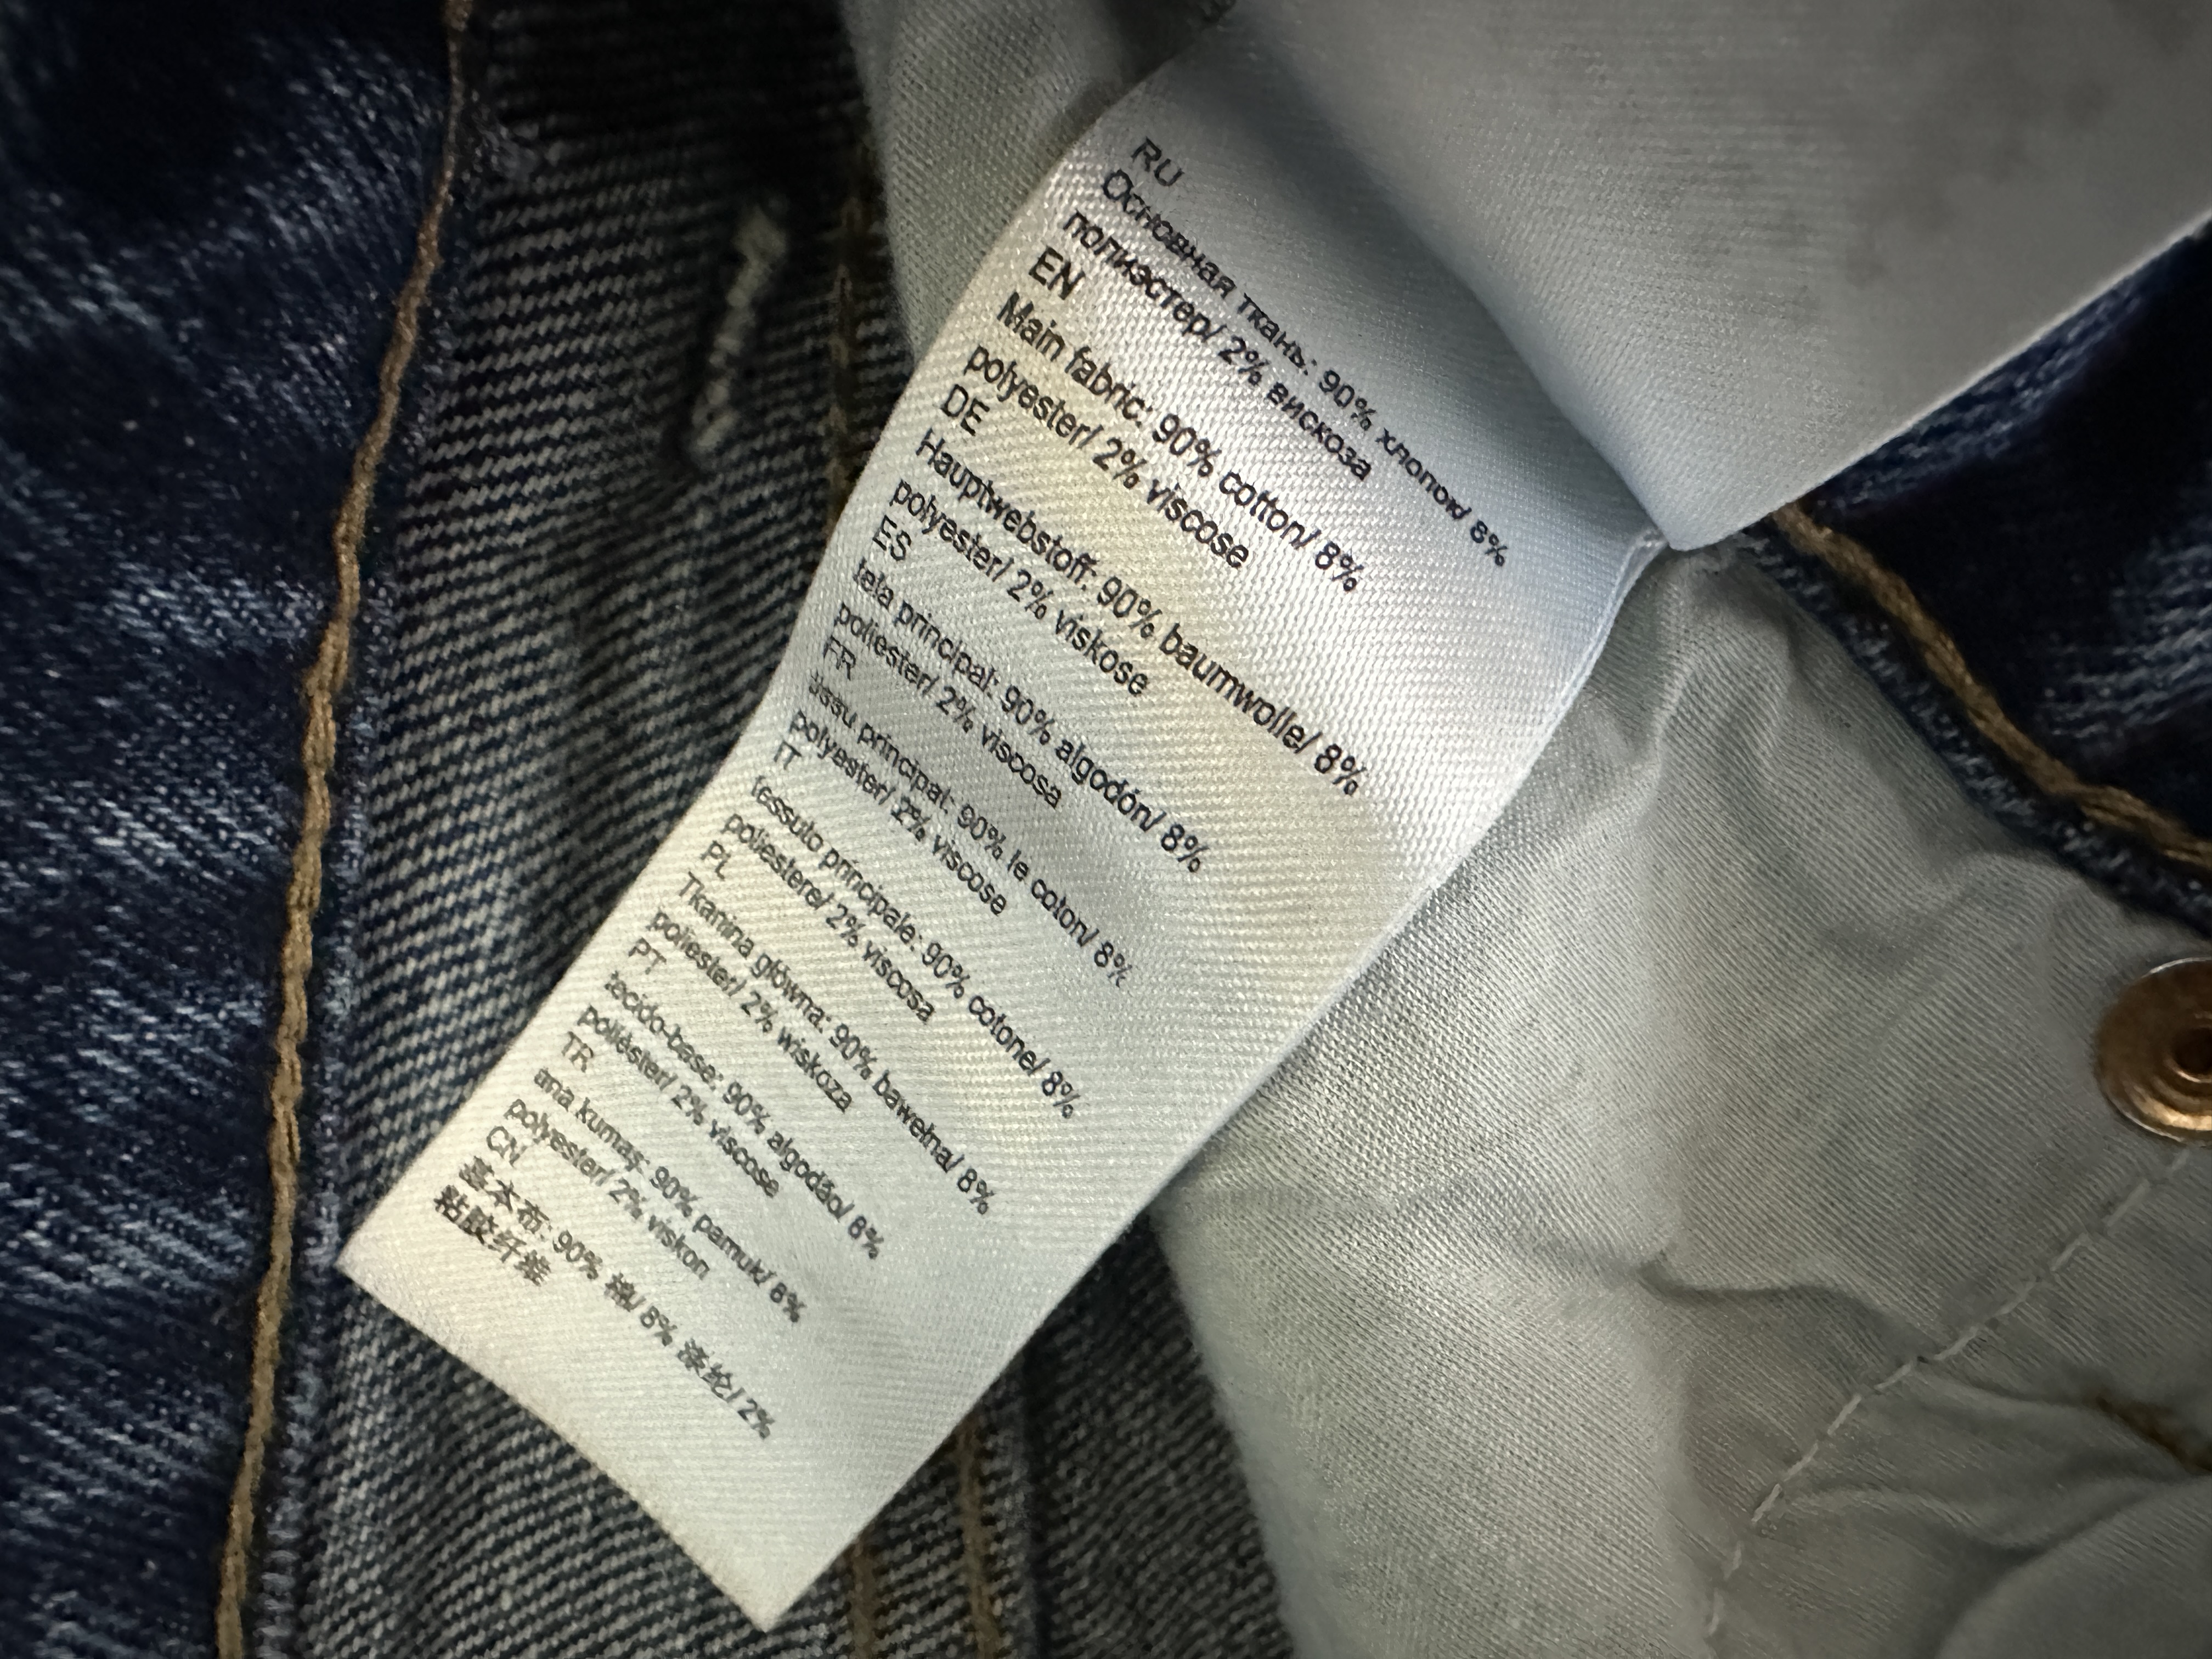 RU
Основная ткань: 90% хлопок/ 8%
полиэстер/ 2% вискоза
EN
Main fabric: 90% cotton/ 8%
polyester/ 2% viscose
DE
Hauptwebstoff: 90% baumwolle/ 8%
polyester/ 2% viskose
ES
tela principal: 90% algodón/ 8%
poliester/ 2% viscosa
FR
tissu principal: 90% le coton/ 8%
polyester/ 2% viscose
IT
tessuto principale: 90% cotone/ 8%
poliestere/ 2% viscosa
PL
Tkanina główna: 90% bawełna/ 8%
poliester/ 2% wiskoza
PT
tecido-base: 90% algodão/ 8%
poliéster/ 2% viscose
TR
ana kumaş: 90% pamuk/ 8%
polyester/ 2% viskon
CN
基本布: 90% 棉/ 8% 涤纶/ 2%
粘胶纤维